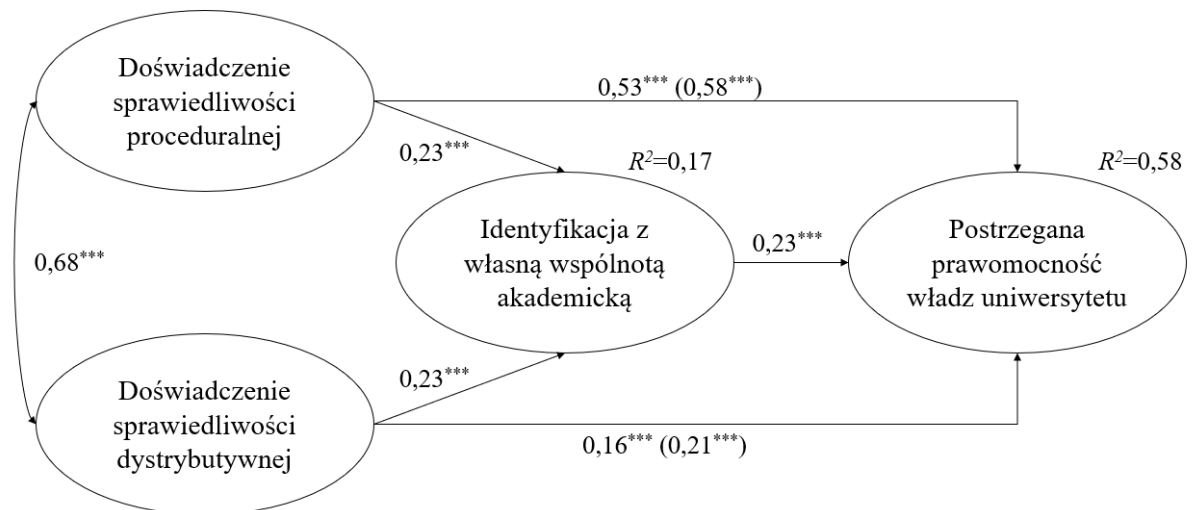 Doświadczenie
sprawiedliwości
proceduralnej
0,53*** (0,58***)
0,23***
R²=0,17
R²=0,58
0,68***
Identyfikacja z
własną wspólnotą
akademicką
0,23***
Postrzegana
prawomocność
władz uniwersytetu
Doświadczenie
sprawiedliwości
dystrybutywnej
0,23***
0,16*** (0,21***)